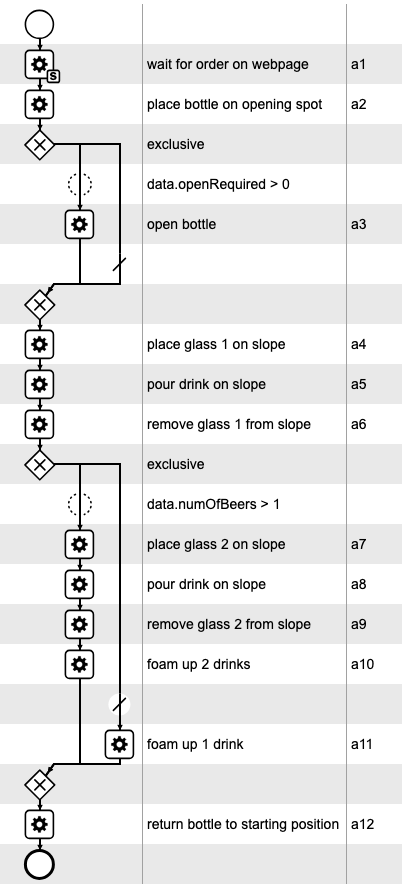 S
wait for order on webpage a1
place bottle on opening spot a2
exclusive
data.openRequired > 0
open bottle a3
place glass 1 on slope a4
pour drink on slope a5
remove glass 1 from slope a6
exclusive
data.numOfBeers > 1
place glass 2 on slope a7
pour drink on slope a8
remove glass 2 from slope a9
foam up 2 drinks a10
foam up 1 drink a11
return bottle to starting position a12